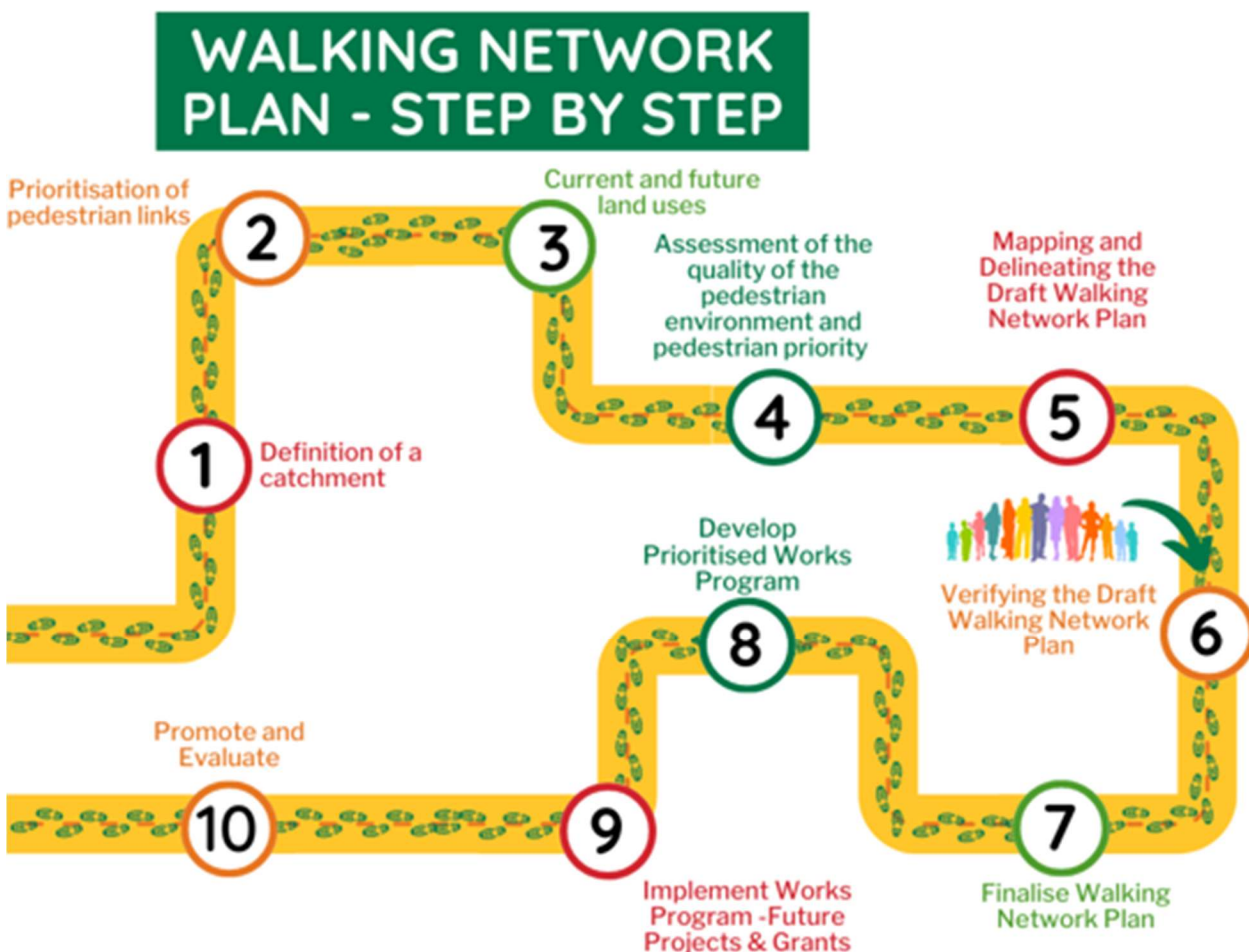 WALKING NETWORK
PLAN - STEP BY STEP
1
Definition of a
catchment
Prioritisation of
pedestrian links
2
Current and future
land uses
3
Assessment of the
quality of the
pedestrian
environment and
pedestrian priority
4
Mapping and
Delineating the
Draft Walking
Network Plan
5
Verifying the Draft
Walking Network
Plan
6
7
Finalise Walking
Network Plan
Develop
Prioritised Works
Program
8
9
Implement Works
Program -Future
Projects & Grants
Promote and
Evaluate
10